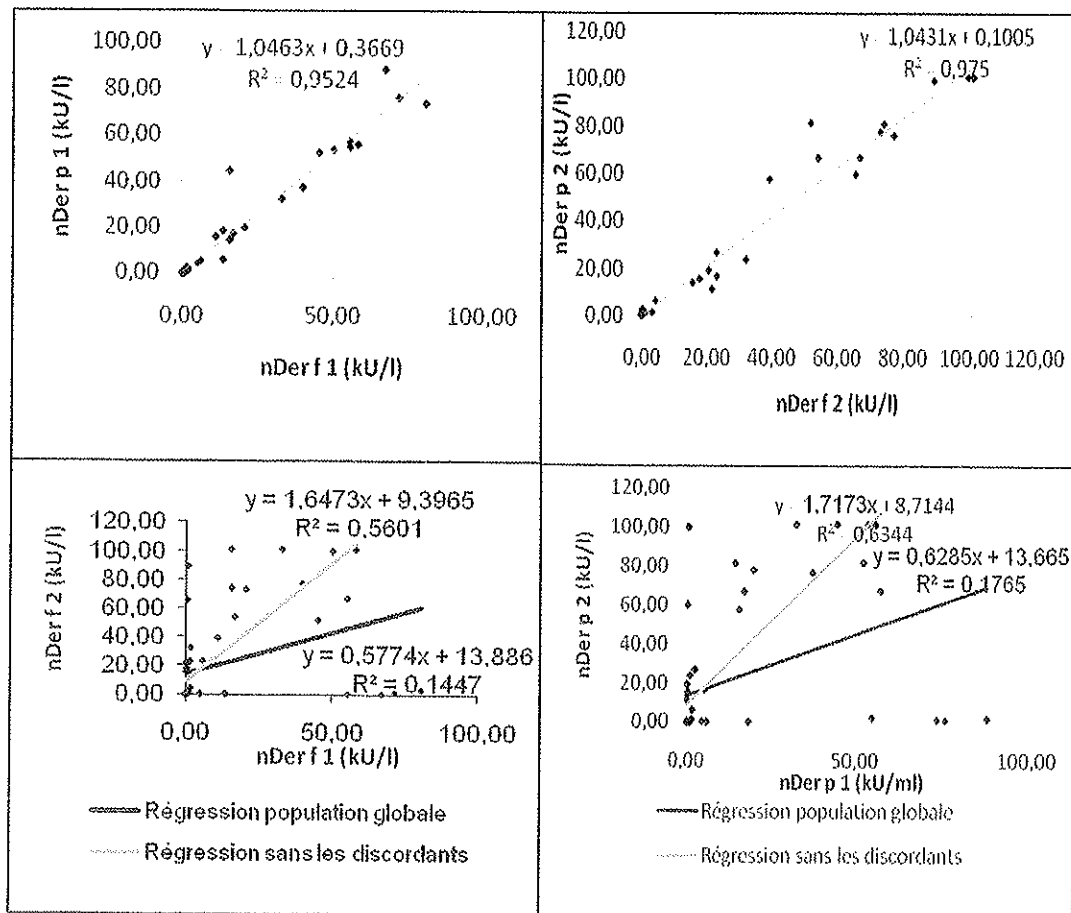 100,00
80,00
60,00
40,00
20,00
0,00
nDer p 1 (kU/l)
y 1,0463x + 0,3669
R² = 0,9524
0,00 50,00 100,00
nDer f 1 (kU/l)
120,00
100,00
80,00
60,00
40,00
20,00
0,00
nDer p 2 (kU/l)
y 1,0431x + 0,1005
R² = 0,975
0,00 20,00 40,00 60,00 80,00 100,00 120,00
nDer f 2 (kU/l)
y = 1,6473x + 9,3965
R² = 0,5601
120,00
100,00
80,00
60,00
40,00
20,00
0,00
nDer f 2 (kU/l)
y = 0,5774x + 13,886
R² = 0,1447
0,00 50,00 100,00
nDer f 1 (kU/l)
Régression population globale
Régression sans les discordants
120,00
100,00
80,00
60,00
40,00
20,00
0,00
nDer p 2 (kU/l)
y 1,7173x + 8,7144
R² = 0,6344
y = 0,6285x + 13,665
R² = 0,1765
0,00 50,00 100,00
nDer p 1 (kU/ml)
Régression population globale
Régression sans les discordants